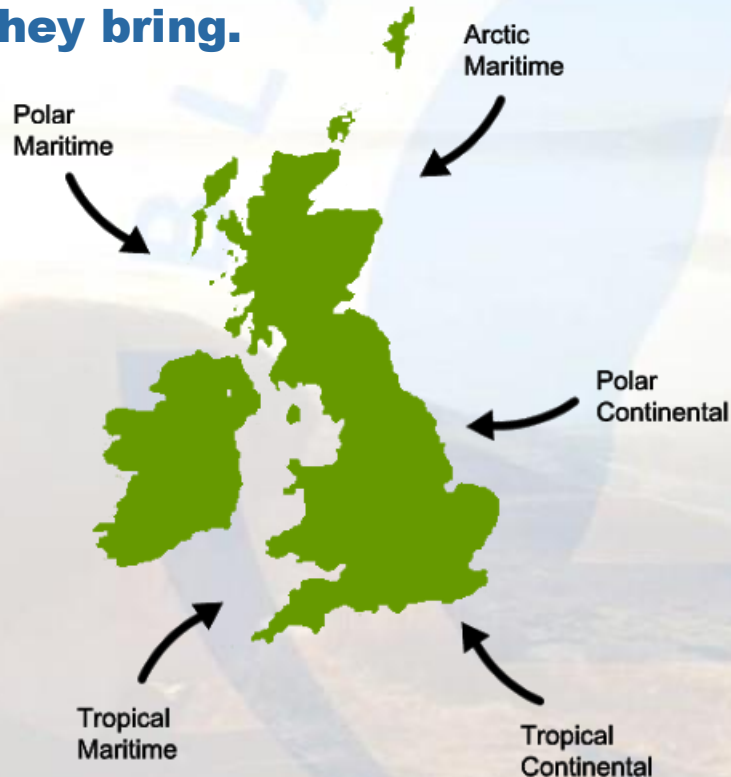 hey bring.
Arctic
Maritime
Polar
Maritime
Polar
Continental
Tropical
Maritime
Tropical
Continental